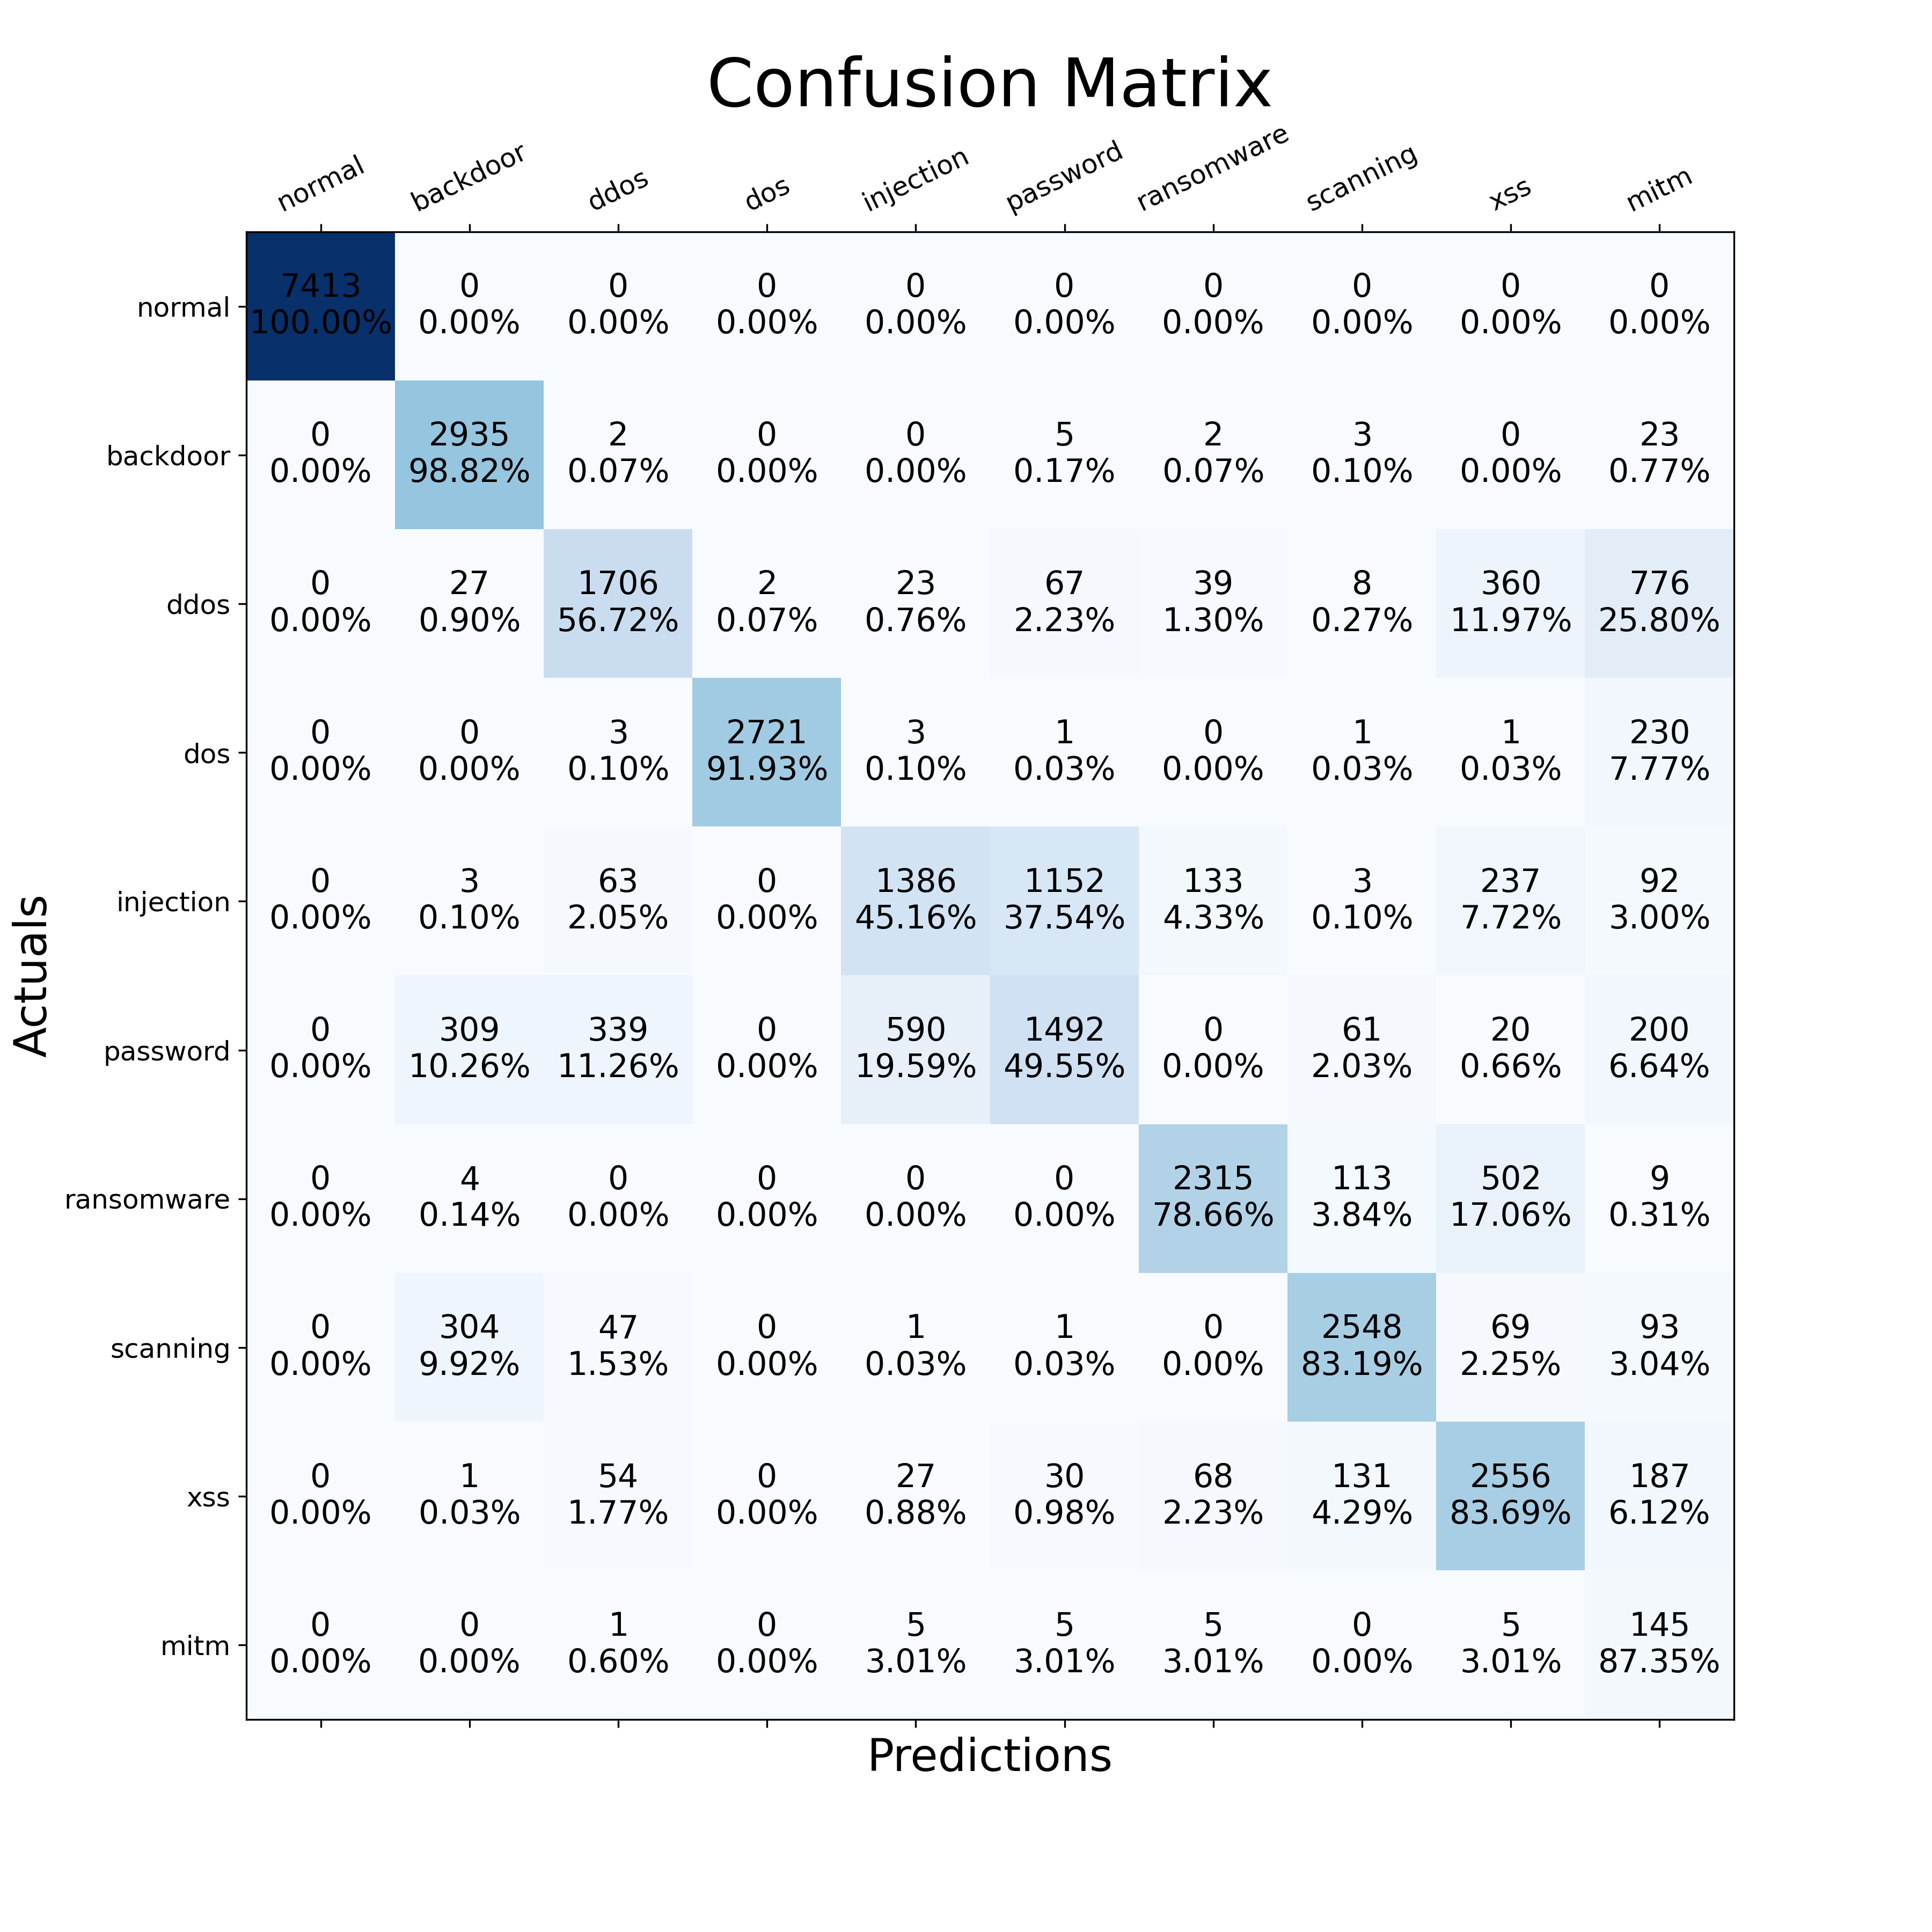 Confusion Matrix
normal backdoor ddos dos injection password ransomware scanning xss mitm
7413 0 0 0 0 0 0 0 0 0
normal
100.00% 0.00% 0.00% 0.00% 0.00% 0.00% 0.00% 0.00% 0.00% 0.00%
0 2935 2 0 0 5 2 3 0 23
backdoor
0.00% 98.82% 0.07% 0.00% 0.00% 0.17% 0.07% 0.10% 0.00% 0.77%
0 27 1706 2 23 67 39 8 360 776
ddos
0.00% 0.90% 56.72% 0.07% 0.76% 2.23% 1.30% 0.27% 11.97% 25.80%
0 0 3 2721 3 1 0 1 1 230
dos
0.00% 0.00% 0.10% 91.93% 0.10% 0.03% 0.00% 0.03% 0.03% 7.77%
0 3 63 0 1386 1152 133 3 237 92
injection
0.00% 0.10% 2.05% 0.00% 45.16% 37.54% 4.33% 0.10% 7.72% 3.00%
Actuals
0 309 339 0 590 1492 0 61 20 200
password
0.00% 10.26% 11.26% 0.00% 19.59% 49.55% 0.00% 2.03% 0.66% 6.64%
0 4 0 0 0 0 2315 113 502 9
ransomware
0.00% 0.14% 0.00% 0.00% 0.00% 0.00% 78.66% 3.84% 17.06% 0.31%
0 304 47 0 1 1 0 2548 69 93
scanning
0.00% 9.92% 1.53% 0.00% 0.03% 0.03% 0.00% 83.19% 2.25% 3.04%
0 1 54 0 27 30 68 131 2556 187
xss
0.00% 0.03% 1.77% 0.00% 0.88% 0.98% 2.23% 4.29% 83.69% 6.12%
0 0 1 0 5 5 5 0 5 145
mitm
0.00% 0.00% 0.60% 0.00% 3.01% 3.01% 3.01% 0.00% 3.01% 87.35%
Predictions